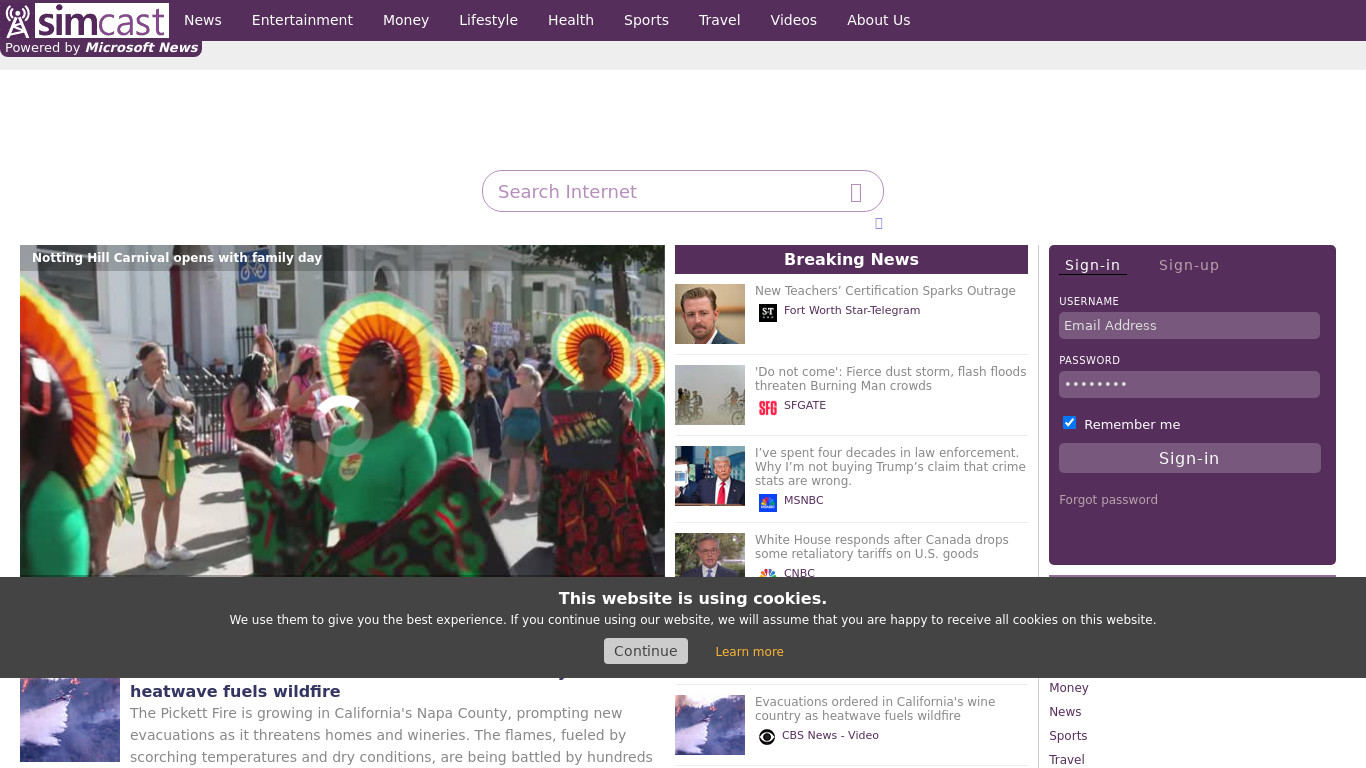 simcast
News
Entertainment
Money
Lifestyle
Health
Sports
Travel
Videos
About Us
Powered by Microsoft News
Search Internet
Notting Hill Carnival opens with family day
Breaking News
New Teachers’ Certification Sparks Outrage
Fort Worth Star-Telegram
'Do not come': Fierce dust storm, flash floods
threaten Burning Man crowds
SFG
SFGATE
I’ve spent four decades in law enforcement.
Why I’m not buying Trump’s claim that crime
stats are wrong.
MSNBC
White House responds after Canada drops
some retaliatory tariffs on U.S. goods
CNBC
Sign-in
Sign-up
USERNAME
Email Address
PASSWORD
••••••••
Remember me
Sign-in
Forgot password
This website is using cookies.
We use them to give you the best experience. If you continue using our website, we will assume that you are happy to receive all cookies on this website.
Continue
Learn more
heatwave fuels wildfire
The Pickett Fire is growing in California's Napa County, prompting new
evacuations as it threatens homes and wineries. The flames, fueled by
scorching temperatures and dry conditions, are being battled by hundreds
Evacuations ordered in California's wine
country as heatwave fuels wildfire
CBS News - Video
Money
News
Sports
Travel